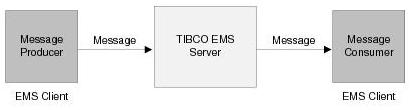 Message
Producer
Message
TIBCO EMS
Server
Message
Message
Consumer
EMS Client
EMS Client